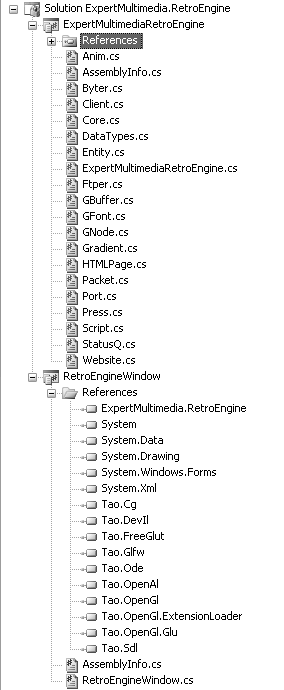 Solution ExpertMultimedia.RetroEngine
ExpertMultimediaRetroEngine
References
Anim.cs
AssemblyInfo.cs
Byter.cs
Client.cs
Core.cs
DataTypes.cs
Entity.cs
ExpertMultimediaRetroEngine.cs
Ftper.cs
GBuffer.cs
GFont.cs
GNode.cs
Gradient.cs
HTMLPage.cs
Packet.cs
Port.cs
Press.cs
Script.cs
StatusQ.cs
Website.cs
RetroEngineWindow
References
ExpertMultimedia.RetroEngine
System
System.Data
System.Drawing
System.Windows.Forms
System.Xml
Tao.Cg
Tao.DevIl
Tao.FreeGlut
Tao.Glfw
Tao.Ode
Tao.OpenAl
Tao.OpenGl
Tao.OpenGl.ExtensionLoader
Tao.OpenGl.Glu
Tao.Sdl
AssemblyInfo.cs
RetroEngineWindow.cs